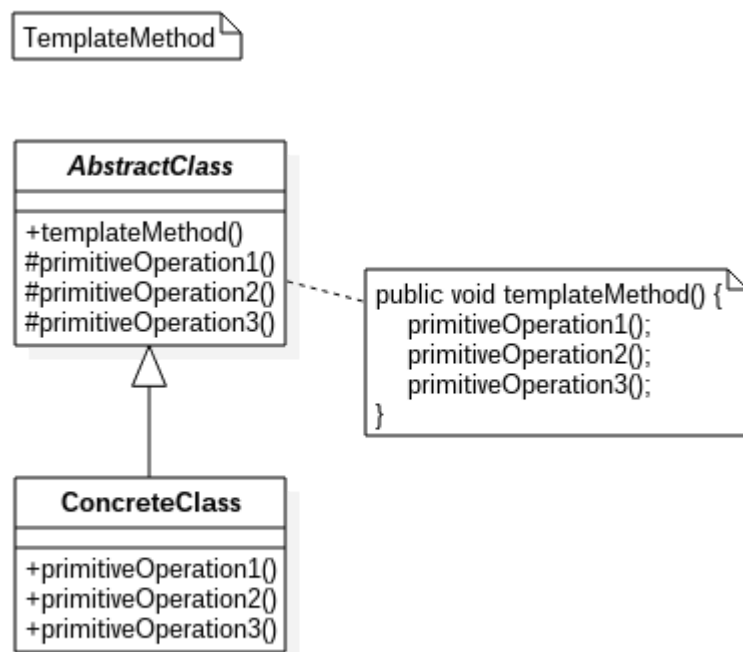 TemplateMethod
AbstractClass
+templateMethod()
#primitiveOperation1()
#primitiveOperation2()
#primitiveOperation3()
public void templateMethod() {
primitiveOperation1();
primitiveOperation2();
primitiveOperation3();
}
ConcreteClass
+primitiveOperation1()
+primitiveOperation2()
+primitiveOperation3()